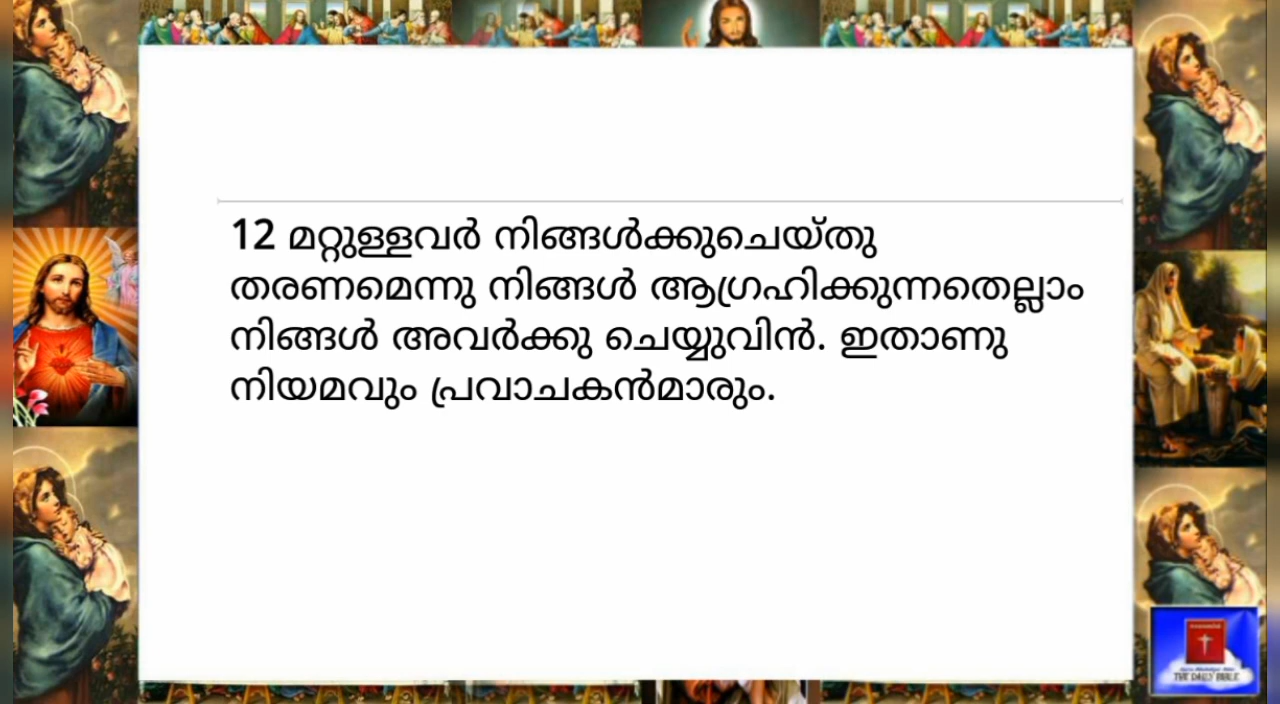 12 മറ്റുള്ളവർ നിങ്ങൾക്കുചെയ്തു
തരണമെന്നു നിങ്ങൾ ആഗ്രഹിക്കുന്നതെല്ലാം
നിങ്ങൾ അവർക്കു ചെയ്യുവിൻ. ഇതാണു
നിയമവും പ്രവാചകൻമാരും.
THE DAILY BIBLE